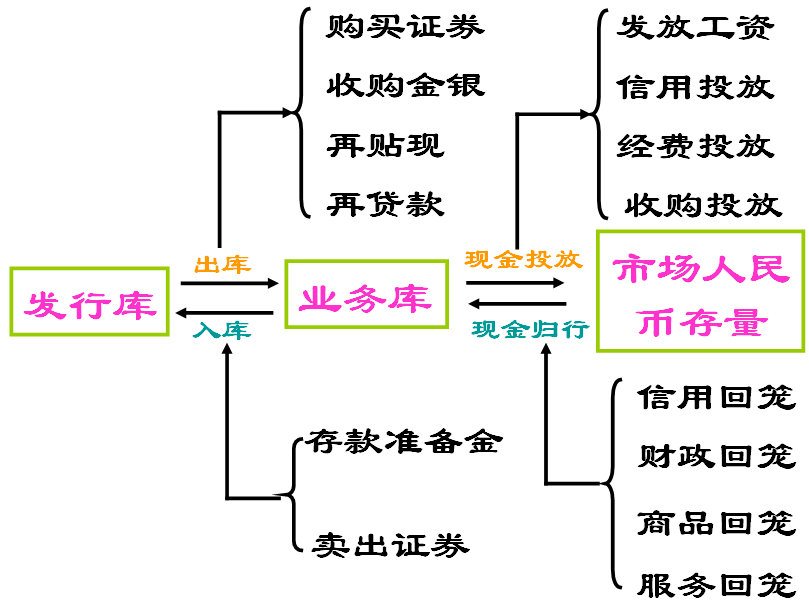 购买证券
收购金银
再贴现
再贷款
发放工资
信用投放
经费投放
收购投放
出库
现金投放
发行库
业务库
市场人民
币存量
入库
现金归行
存款准备金
卖出证券
信用回笼
财政回笼
商品回笼
服务回笼